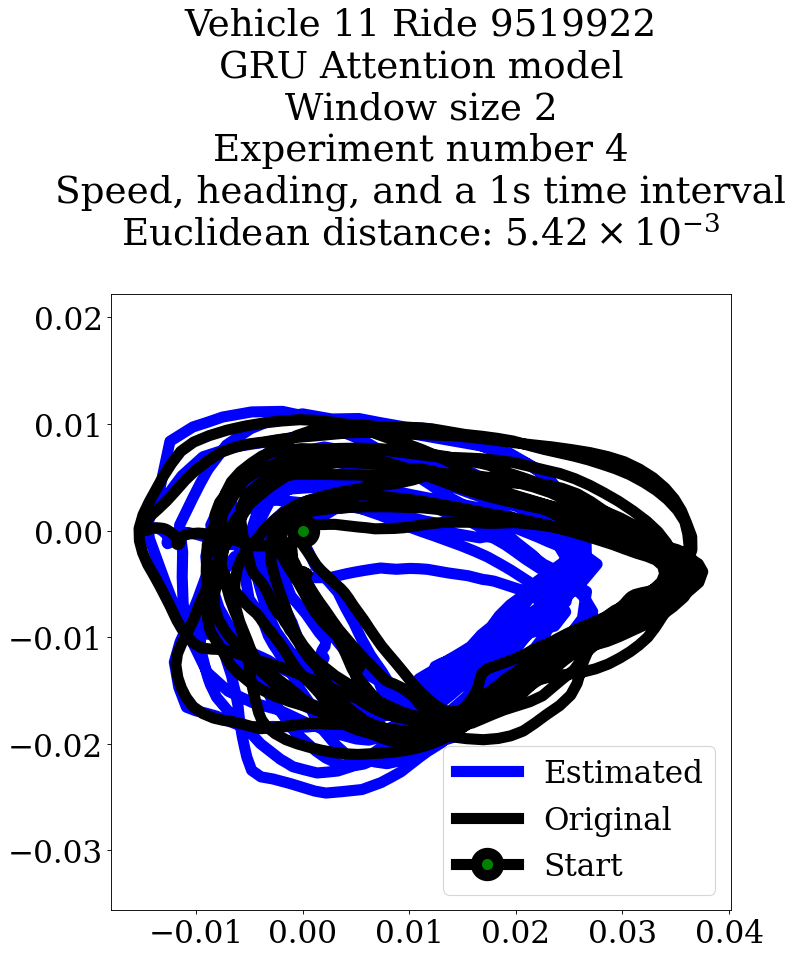 Vehicle 11 Ride 9519922
GRU Attention model
Window size 2
Experiment number 4
Speed, heading, and a 1s time interval
Euclidean distance: 5.42 × 10⁻³
0.02
0.01
0.00
−0.01
−0.02
−0.03
Estimated
Original
Start
−0.01 0.00 0.01 0.02 0.03 0.04